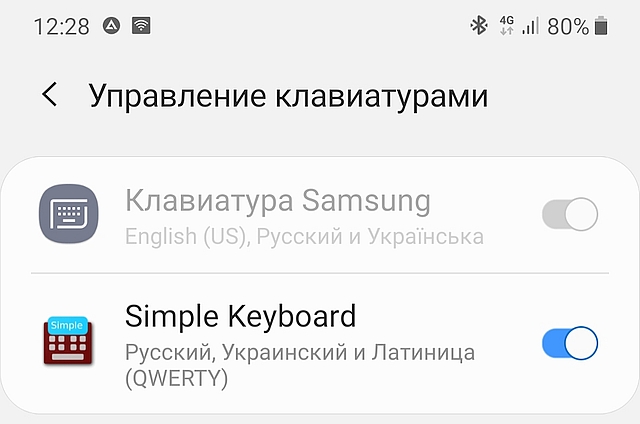 12:28 4G 80%
Управление клавиатурами
Клавиатура Samsung
English (US), Русский и Українська
Simple
Simple Keyboard
Русский, Украинский и Латиница
(QWERTY)